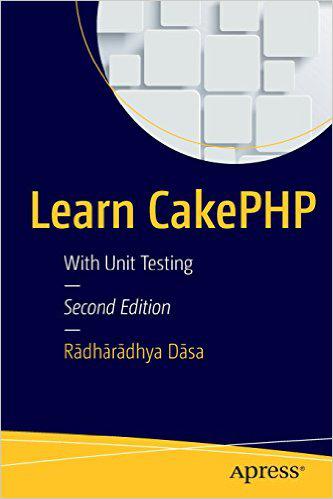 Learn CakePHP
With Unit Testing
—
Second Edition
—
Rādhārādhya Dāsa
Apress®